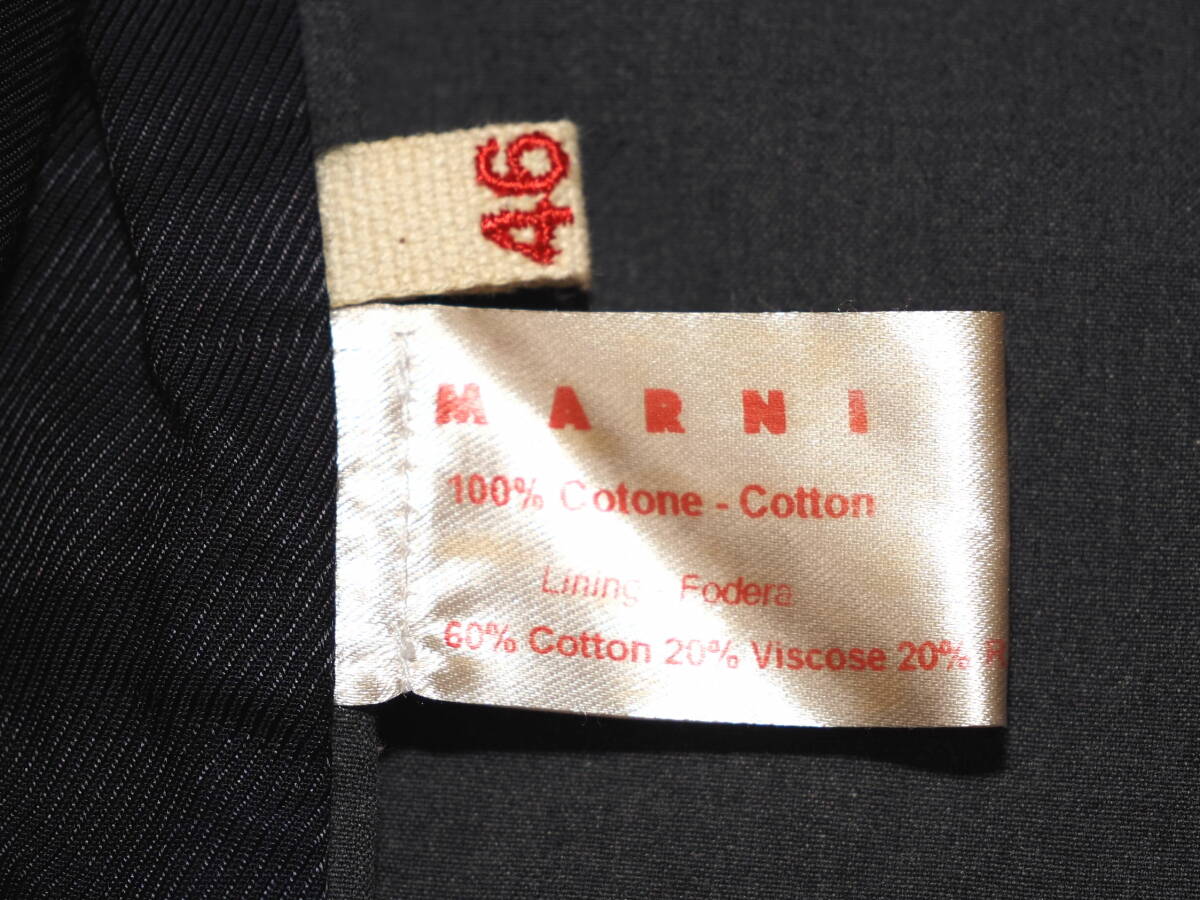 46
MARNI
100% Cotone - Cotton
Lining - Fodera
60% Cotton 20% Viscose 20% R